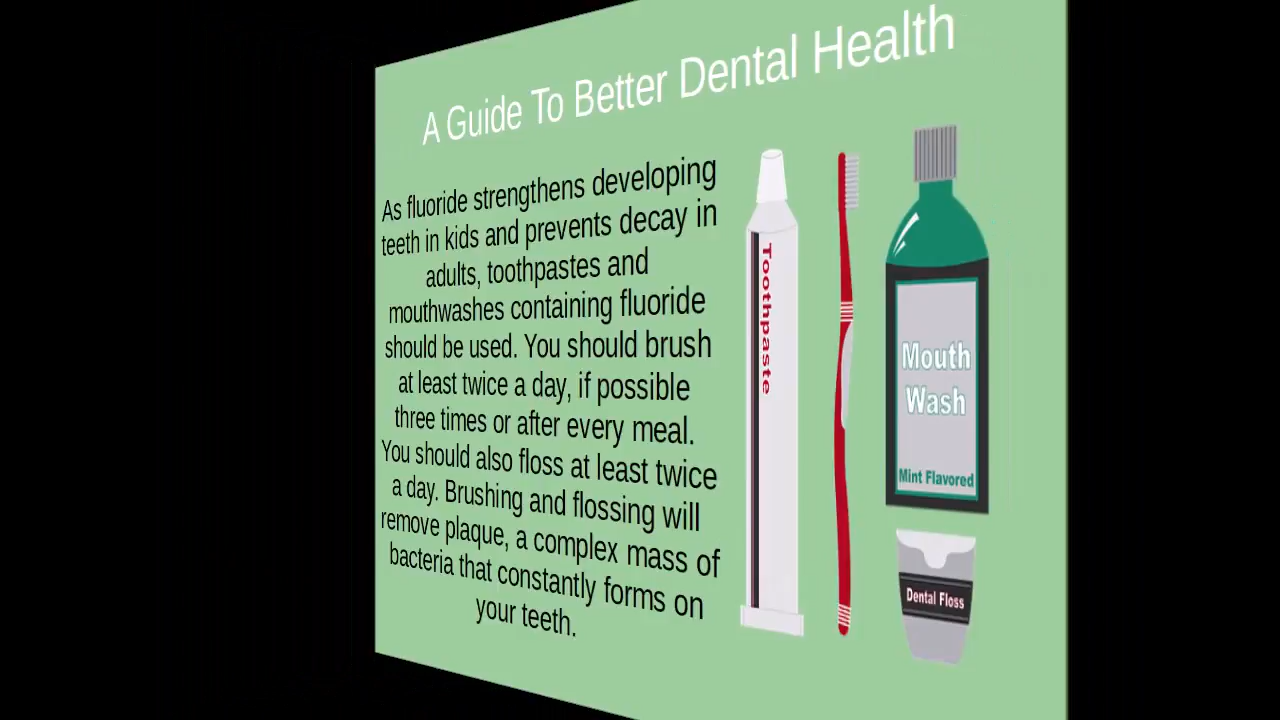 A Guide To Better Dental Health
As fluoride strengthens developing
teeth in kids and prevents decay in
adults, toothpastes and
mouthwashes containing fluoride
should be used. You should brush
at least twice a day, if possible
three times or after every meal.
You should also floss at least twice
a day. Brushing and flossing will
remove plaque, a complex mass of
bacteria that constantly forms on
your teeth.
Toothpaste
Mouth
Wash
Mint Flavored
Dental Floss